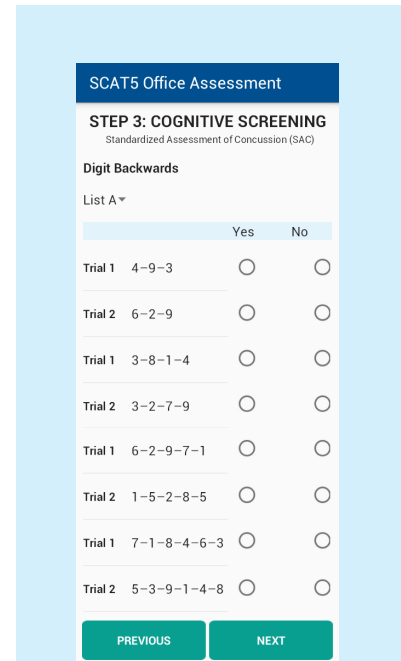 SCAT5 Office Assessment
STEP 3: COGNITIVE SCREENING
Standardized Assessment of Concussion (SAC)
Digit Backwards
List A
Yes No
Trial 1 4–9–3
Trial 2 6–2–9
Trial 1 3–8–1–4
Trial 2 3–2–7–9
Trial 1 6–2–9–7–1
Trial 2 1–5–2–8–5
Trial 1 7–1–8–4–6–3
Trial 2 5–3–9–1–4–8
PREVIOUS NEXT